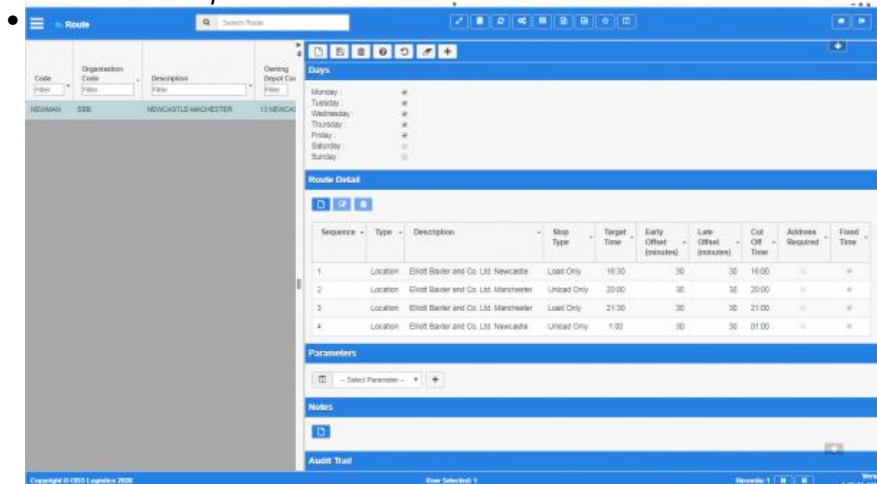 Route
Search Route
Code
Organisation Code
Description
Owning
Filter
Filter
Filter
Filter
NEWMAN
EBB
NEWCASTLE-MACHESTER
Days
Monday :
Tuesday :
Wednesday :
Thursday :
Friday :
Saturday :
Sunday :
Route Detail
Sequence Type Description Stop Type Target Time Early Offset (minutes) Late Offset (minutes) Cut Off Time Address Required Fixed Time
1 Location Elliott Baxter and Co. Ltd. Newcastle Load Only 16:30 30 30 16:00
2 Location Elliott Baxter and Co. Ltd. Manchester Unload Only 20:00 30 30 20:00
3 Location Elliott Baxter and Co. Ltd. Manchester Load Only 21:30 30 30 21:00
4 Location Elliott Baxter and Co. Ltd. Newcastle Unload Only 1:00 30 30 01:00
Parameters
-- Select Parameter --
Notes
Audit Trail
Copyright © OBS Logistics 2020
Row Selected: 1
Records: 1